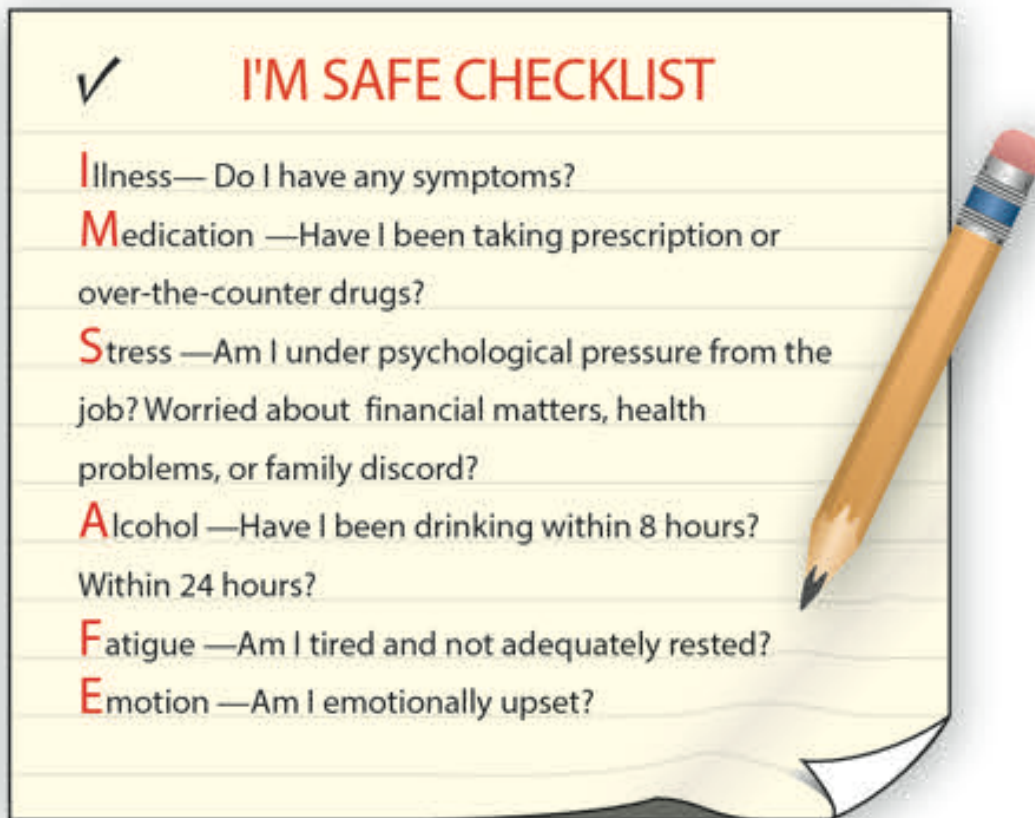 ✓ I'M SAFE CHECKLIST
Illness— Do I have any symptoms?
Medication —Have I been taking prescription or
over-the-counter drugs?
Stress —Am I under psychological pressure from the
job? Worried about financial matters, health
problems, or family discord?
Alcohol —Have I been drinking within 8 hours?
Within 24 hours?
Fatigue —Am I tired and not adequately rested?
Emotion —Am I emotionally upset?